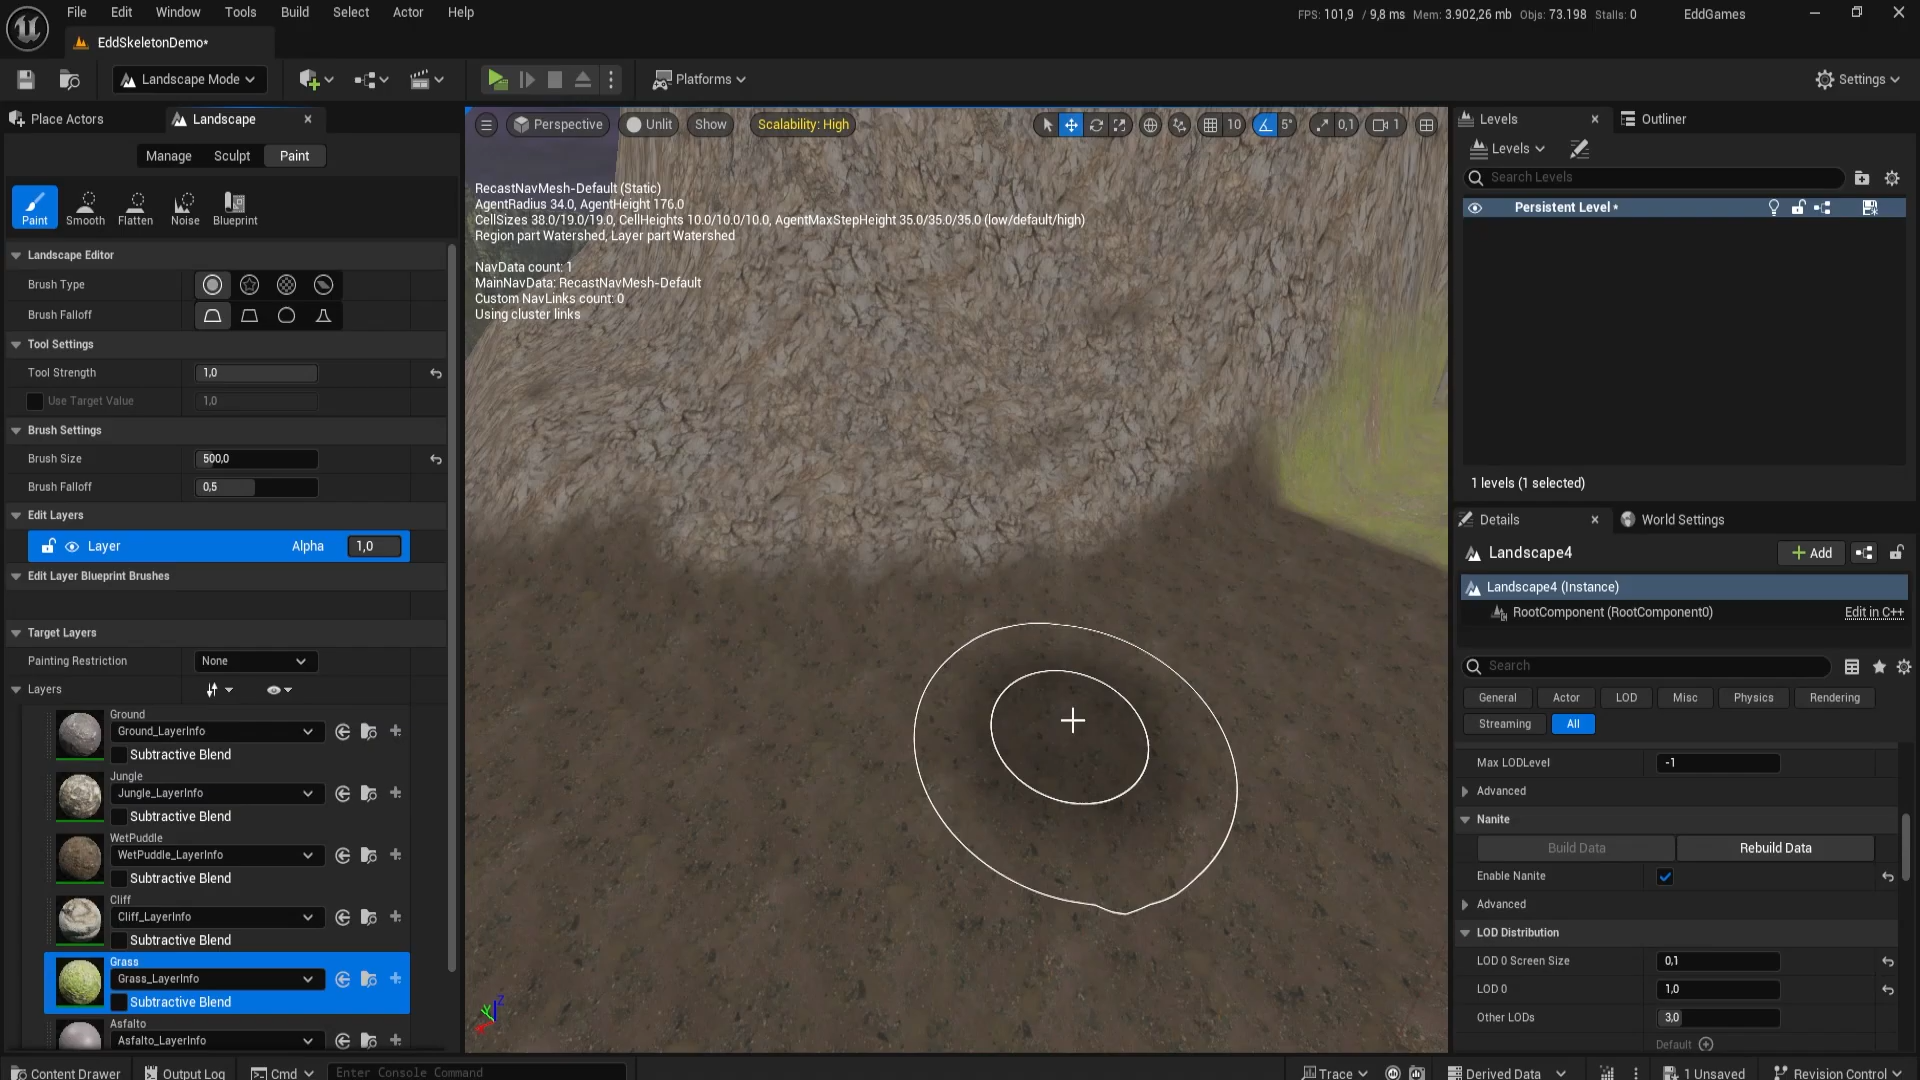 File Edit Window Tools Build Select Actor Help
FPS: 101,9 / 9,8 ms Mem: 3.902,26 mb Objs: 73.198 Stalls: 0 EddGames
EddSkeletonDemo*
Landscape Mode
Platforms
Settings
Place Actors
Landscape
Manage Sculpt Paint
Paint Smooth Flatten Noise Blueprint
Landscape Editor
Brush Type
Brush Falloff
Tool Settings
Tool Strength 1,0
Use Target Value 1,0
Brush Settings
Brush Size 500,0
Brush Falloff 0,5
Edit Layers
Layer Alpha 1,0
Edit Layer Blueprint Brushes
Target Layers
Painting Restriction None
Layers
Ground
Ground_LayerInfo
Subtractive Blend
Jungle
Jungle_LayerInfo
Subtractive Blend
WetPuddle
WetPuddle_LayerInfo
Subtractive Blend
Cliff
Cliff_LayerInfo
Subtractive Blend
Grass
Grass_LayerInfo
Subtractive Blend
Asfalto
Asfalto_LayerInfo
Perspective Unlit Show Scalability: High 10 5° 0,1 1
RecastNavMesh-Default (Static)
AgentRadius 34.0, AgentHeight 176.0
CellSizes 38.0/19.0/19.0, CellHeights 10.0/10.0/10.0, AgentMaxStepHeight 35.0/35.0/35.0 (low/default/high)
Region part Watershed, Layer part Watershed
NavData count: 1
MainNavData: RecastNavMesh-Default
Custom NavLinks count: 0
Using cluster links
Z
Y
Levels
Outliner
Levels
Search Levels
Persistent Level *
1 levels (1 selected)
Details
World Settings
Landscape4
Add
Landscape4 (Instance)
RootComponent (RootComponent0) Edit in C++
Search
General Actor LOD Misc Physics Rendering
Streaming All
Max LODLevel -1
Advanced
Nanite
Build Data Rebuild Data
Enable Nanite
Advanced
LOD Distribution
LOD 0 Screen Size 0,1
LOD 0 1,0
Other LODs 3,0
Default
Content Drawer Output Log Cmd Enter Console Command
Trace Derived Data 1 Unsaved Revision Control